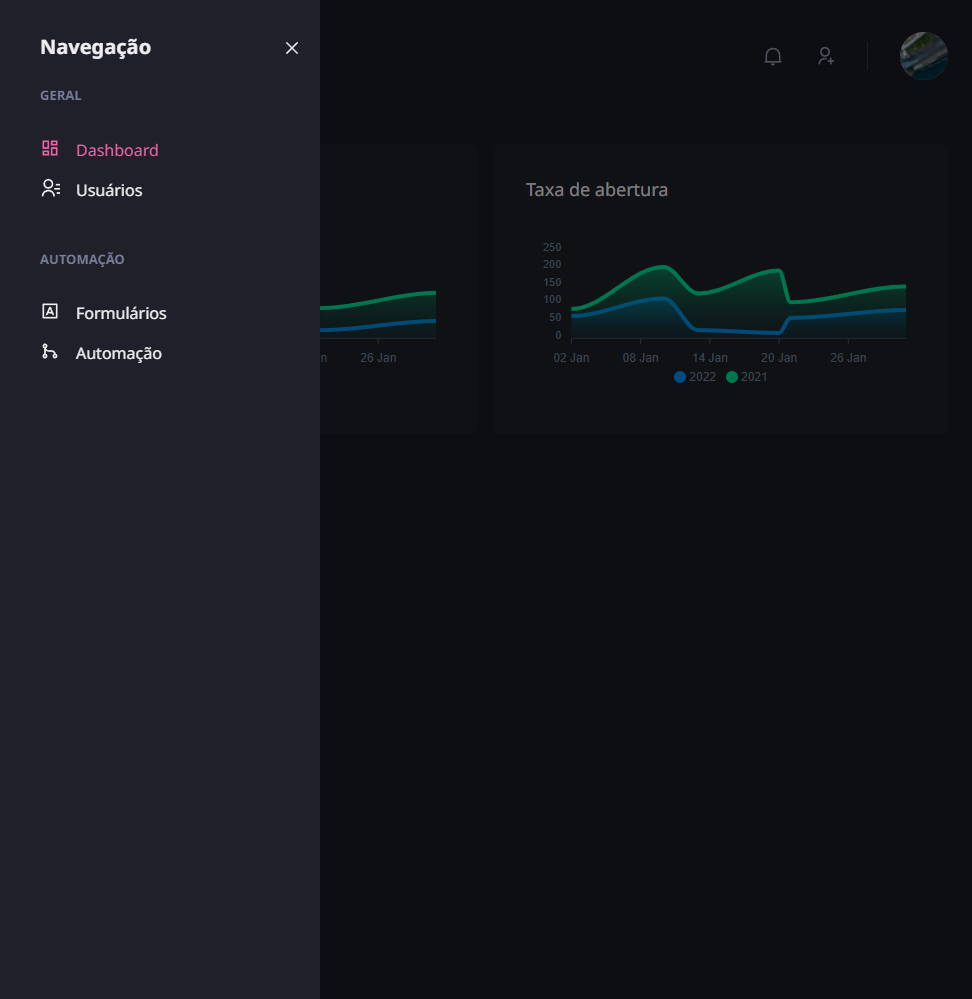 Navegação
GERAL
Dashboard
Usuários
AUTOMAÇÃO
Formulários
Automação
26 Jan
Taxa de abertura
250
200
150
100
50
0
02 Jan 08 Jan 14 Jan 20 Jan 26 Jan
2022 2021